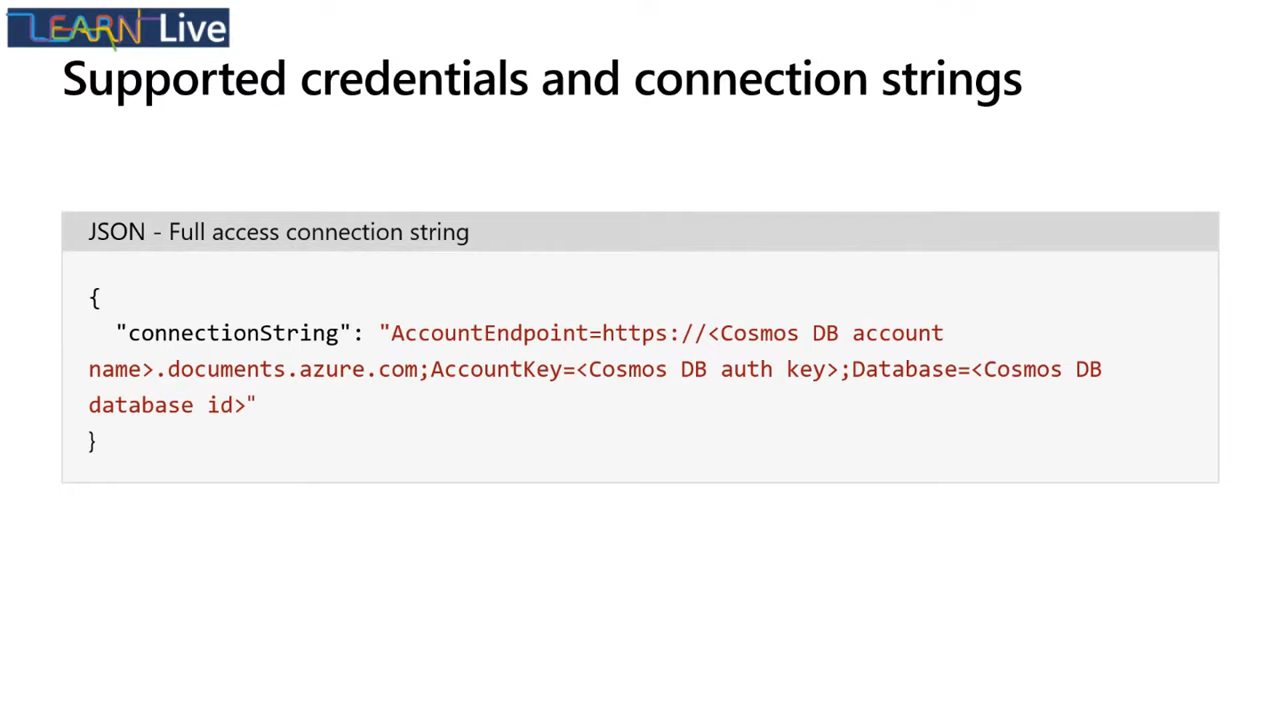 LEARN Live
Supported credentials and connection strings
JSON - Full access connection string
{
"connectionString": "AccountEndpoint=https://<Cosmos DB account
name>.documents.azure.com;AccountKey=<Cosmos DB auth key>;Database=<Cosmos DB
database id>"
}